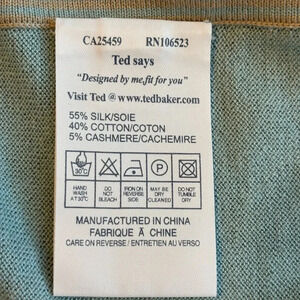 CA25459 RN106523
Ted says
"Designed by me,fit for you"
Visit Ted @ www.tedbaker.com
55% SILK/SOIE
40% COTTON/COTON
5% CASHMERE/CACHEMIRE
30°C P
HAND WASH AT30°C DO NOT BLEACH IRON ON REVERSE SIDE MAY BE DRY CLEANED DO NOT TUMBLE DRY
MANUFACTURED IN CHINA
FABRIQUE Ā CHINE
CARE ON REVERSE / ENTRETIEN AU VERSO